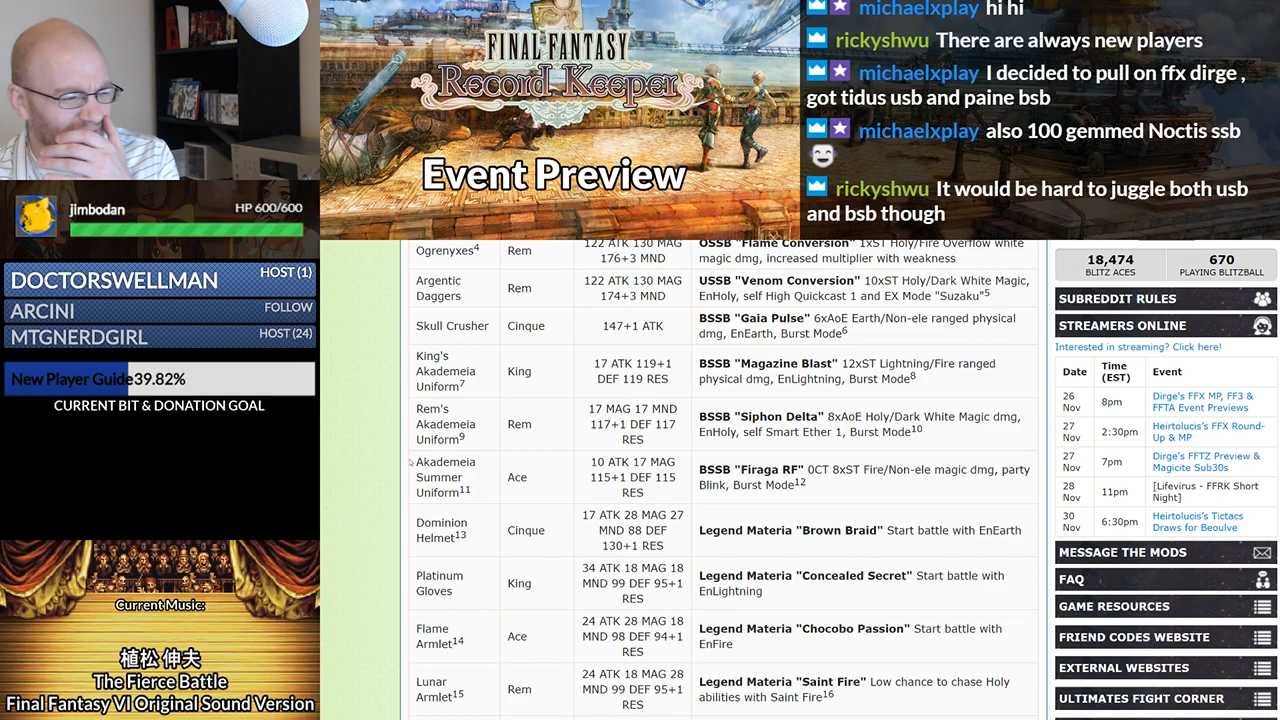 jimbodan
HP 600/600
DOCTORSWELLMAN HOST (1)
ARCINI FOLLOW
MTGNERDGIRL HOST (24)
New Player Guide39.82%
CURRENT BIT & DONATION GOAL
Current Music:
植松 伸夫
The Fierce Battle
Final Fantasy VI Original Sound Version
FINAL FANTASY
Record Keeper
Event Preview
michaelxplay hi hi
rickyshwu There are always new players
michaelxplay I decided to pull on ffx dirge ,
got tidus usb and paine bsb
michaelxplay also 100 gemmed Noctis ssb
rickyshwu It would be hard to juggle both usb
and bsb though
Ogrenyxes4 Rem 122 ATK 130 MAG 176+3 MND OSSB "Flame Conversion" 1xST Holy/Fire Overflow white
magic dmg, increased multiplier with weakness
Argentic Daggers Rem 122 ATK 130 MAG 174+3 MND USSB "Venom Conversion" 10xST Holy/Dark White Magic,
EnHoly, self High Quickcast 1 and EX Mode "Suzaku"5
Skull Crusher Cinque 147+1 ATK BSSB "Gaia Pulse" 6xAoE Earth/Non-ele ranged physical
dmg, EnEarth, Burst Mode6
King's Akademeia Uniform7 King 17 ATK 119+1 DEF 119 RES BSSB "Magazine Blast" 12xST Lightning/Fire ranged
physical dmg, EnLightning, Burst Mode8
Rem's Akademeia Uniform9 Rem 17 MAG 17 MND 117+1 DEF 117 RES BSSB "Siphon Delta" 8xAoE Holy/Dark White Magic dmg,
EnHoly, self Smart Ether 1, Burst Mode10
Akademeia Summer Uniform11 Ace 10 ATK 17 MAG 115+1 DEF 115 RES BSSB "Firaga RF" 0CT 8xST Fire/Non-ele magic dmg, party
Blink, Burst Mode12
Dominion Helmet13 Cinque 17 ATK 28 MAG 27 MND 88 DEF 130+1 RES Legend Materia "Brown Braid" Start battle with EnEarth
Platinum Gloves King 34 ATK 18 MAG 18 MND 99 DEF 95+1 RES Legend Materia "Concealed Secret" Start battle with
EnLightning
Flame Armlet14 Ace 24 ATK 28 MAG 18 MND 98 DEF 94+1 RES Legend Materia "Chocobo Passion" Start battle with
EnFire
Lunar Armlet15 Rem 24 ATK 18 MAG 28 MND 99 DEF 95+1 RES Legend Materia "Saint Fire" Low chance to chase Holy
abilities with Saint Fire16
18,474 670
BLITZ ACES PLAYING BLITZBALL
SUBREDDIT RULES
STREAMERS ONLINE
Interested in streaming? Click here!
Date Time (EST) Event
26 Nov 8pm Dirge's FFX MP, FF3 & FFTA Event Previews
27 Nov 2:30pm Heirtolucis's FFX Round-Up & MP
27 Nov 7pm Dirge's FFTZ Preview & Magicite Sub30s
28 Nov 11pm [Lifevirus - FFRK Short Night]
30 Nov 6:30pm Heirtolucis's Tictacs Draws for Beoulve
MESSAGE THE MODS
FAQ
GAME RESOURCES
FRIEND CODES WEBSITE
EXTERNAL WEBSITES
ULTIMATES FIGHT CORNER